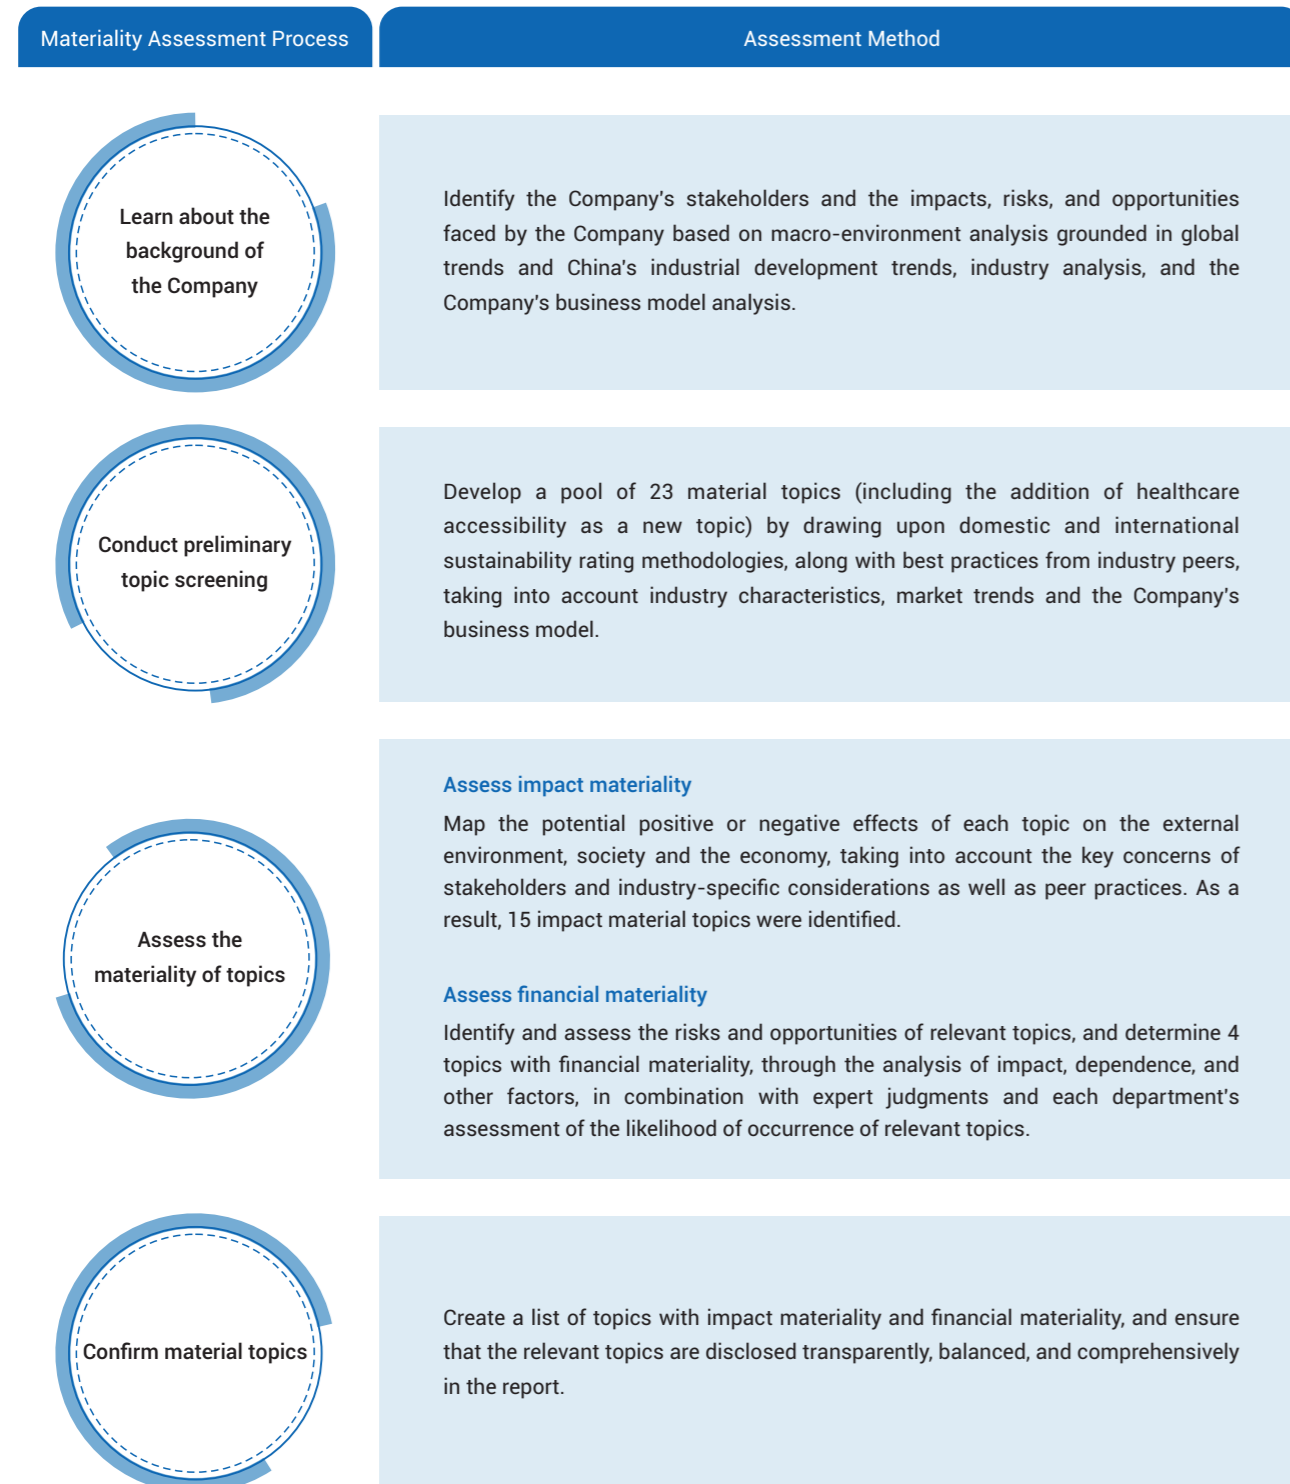 Materiality Assessment Process
Assessment Method
Learn about the
background of
the Company
Identify the Company's stakeholders and the impacts, risks, and opportunities
faced by the Company based on macro-environment analysis grounded in global
trends and China's industrial development trends, industry analysis, and the
Company's business model analysis.
Conduct preliminary
topic screening
Develop a pool of 23 material topics (including the addition of healthcare
accessibility as a new topic) by drawing upon domestic and international
sustainability rating methodologies, along with best practices from industry peers,
taking into account industry characteristics, market trends and the Company's
business model.
Assess the
materiality of topics
Assess impact materiality
Map the potential positive or negative effects of each topic on the external
environment, society and the economy, taking into account the key concerns of
stakeholders and industry-specific considerations as well as peer practices. As a
result, 15 impact material topics were identified.
Assess financial materiality
Identify and assess the risks and opportunities of relevant topics, and determine 4
topics with financial materiality, through the analysis of impact, dependence, and
other factors, in combination with expert judgments and each department's
assessment of the likelihood of occurrence of relevant topics.
Confirm material topics
Create a list of topics with impact materiality and financial materiality, and ensure
that the relevant topics are disclosed transparently, balanced, and comprehensively
in the report.